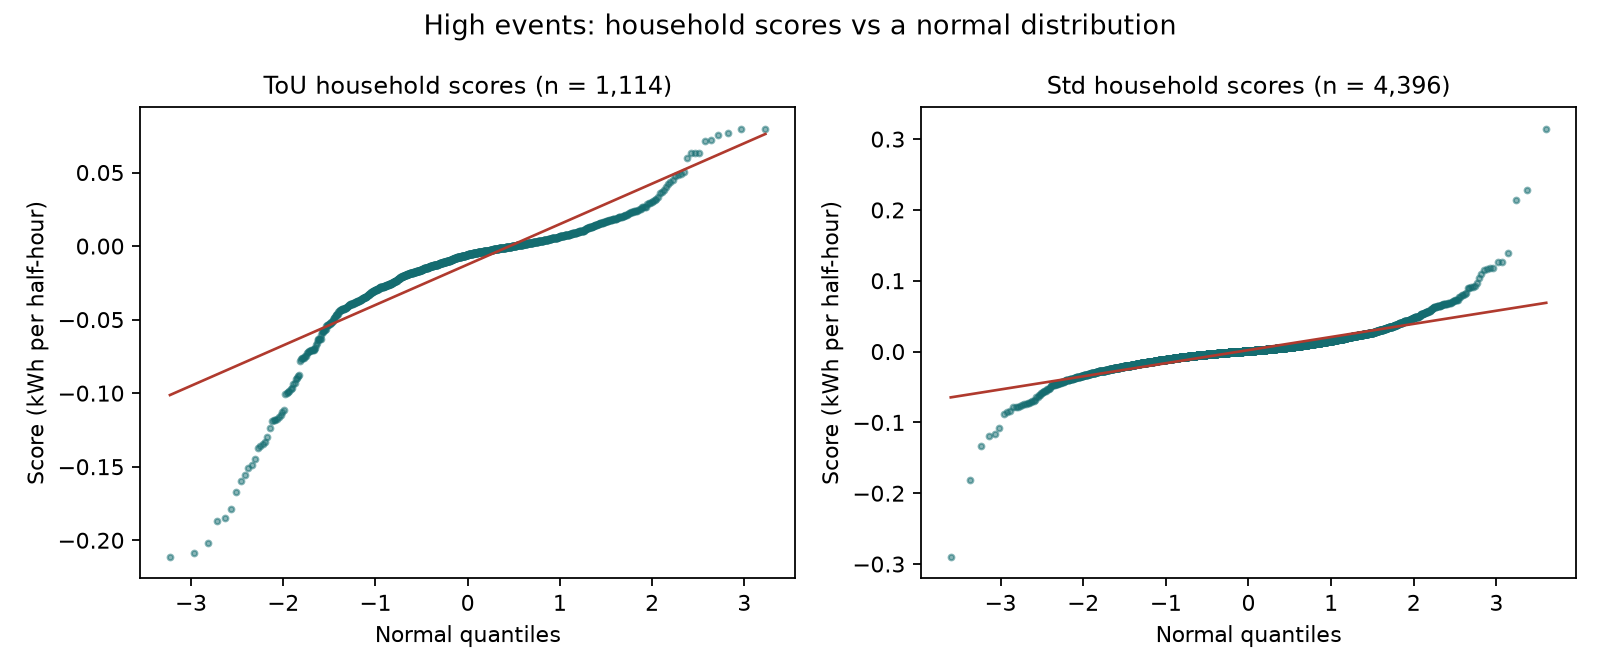 High events: household scores vs a normal distribution
ToU household scores (n = 1,114)
Score (kWh per half-hour)
0.05
0.00
−0.05
−0.10
−0.15
−0.20
−3 −2 −1 0 1 2 3
Normal quantiles
Std household scores (n = 4,396)
Score (kWh per half-hour)
0.3
0.2
0.1
0.0
−0.1
−0.2
−0.3
−3 −2 −1 0 1 2 3
Normal quantiles